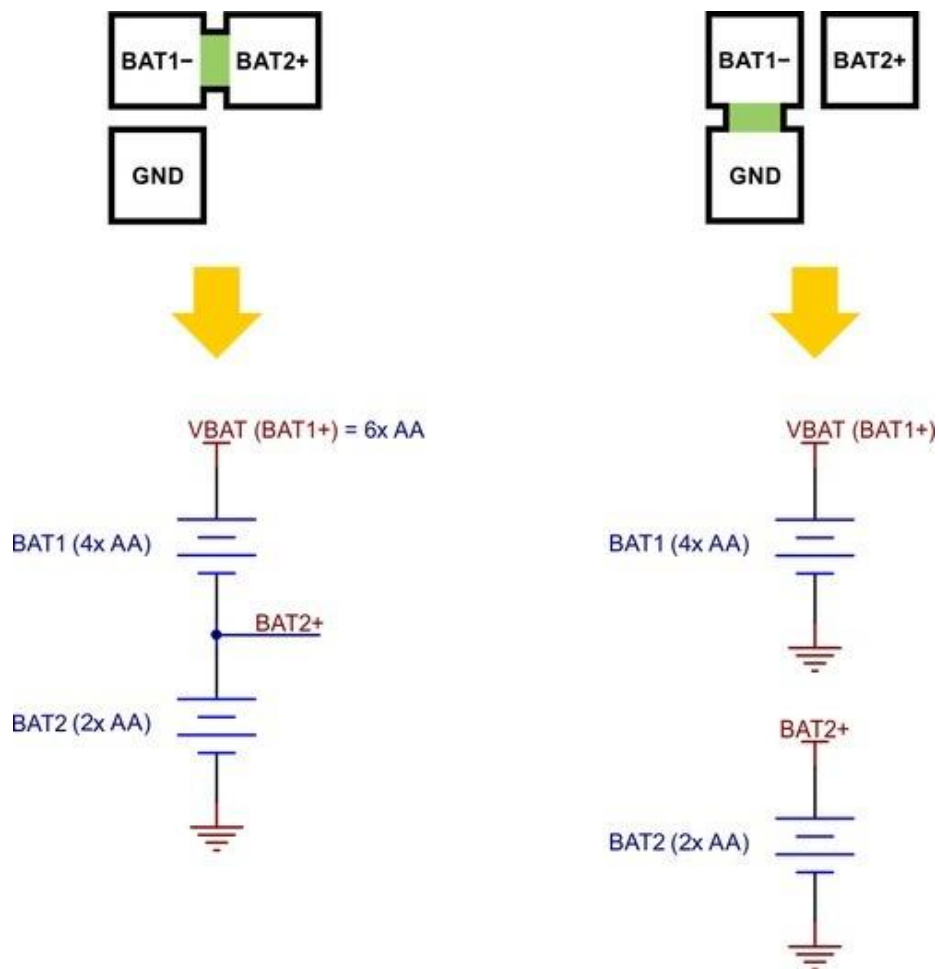 BAT1− BAT2+
GND
BAT1−
BAT2+
GND
VBAT (BAT1+) = 6x AA
BAT1 (4x AA)
BAT2+
BAT2 (2x AA)
VBAT (BAT1+)
BAT1 (4x AA)
BAT2+
BAT2 (2x AA)